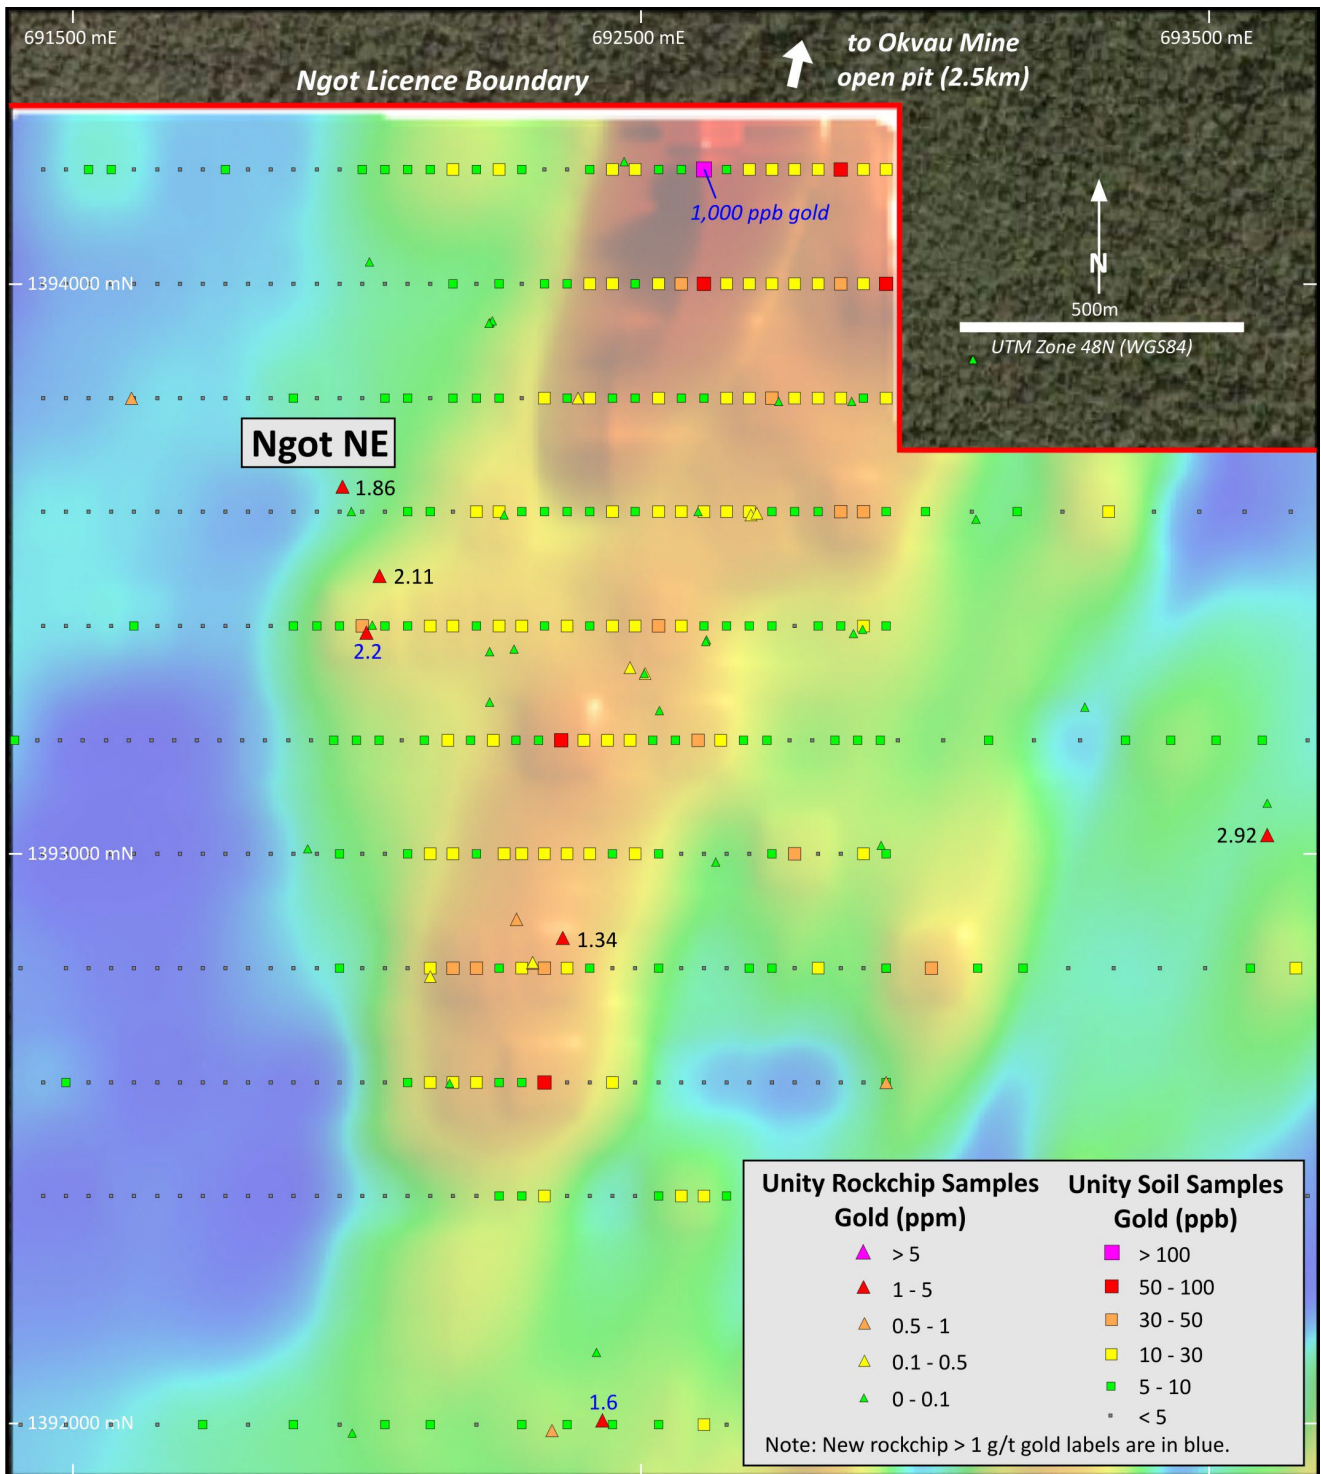 691500 mE
692500 mE
693500 mE
to Okvau Mine
open pit (2.5km)
Ngot Licence Boundary
1,000 ppb gold
N
1394000 mN
500m
UTM Zone 48N (WGS84)
Ngot NE
1.86
2.11
2.2
2.92
1393000 mN
1.34
Unity Rockchip Samples
Gold (ppm)
> 5
1 - 5
0.5 - 1
0.1 - 0.5
0 - 0.1
Unity Soil Samples
Gold (ppb)
> 100
50 - 100
30 - 50
10 - 30
5 - 10
< 5
Note: New rockchip > 1 g/t gold labels are in blue.
1.6
1392000 mN